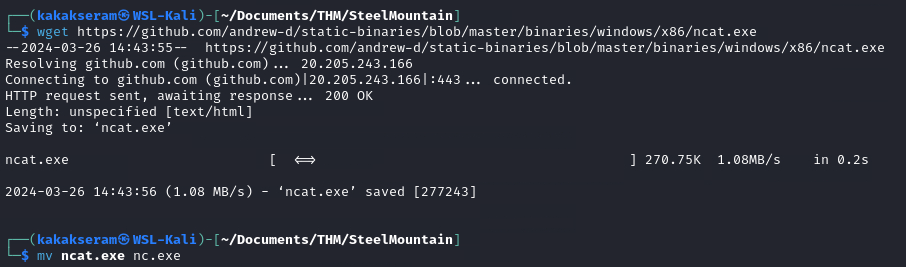 ┌──(kakakseram㉿WSL-Kali)-[~/Documents/THM/SteelMountain]
└─$ wget https://github.com/andrew-d/static-binaries/blob/master/binaries/windows/x86/ncat.exe
--2024-03-26 14:43:55--  https://github.com/andrew-d/static-binaries/blob/master/binaries/windows/x86/ncat.exe
Resolving github.com (github.com)... 20.205.243.166
Connecting to github.com (github.com)|20.205.243.166|:443... connected.
HTTP request sent, awaiting response... 200 OK
Length: unspecified [text/html]
Saving to: ‘ncat.exe’
ncat.exe                          [  <=>                                       ] 270.75K  1.08MB/s    in 0.2s
2024-03-26 14:43:56 (1.08 MB/s) - ‘ncat.exe’ saved [277243]
┌──(kakakseram㉿WSL-Kali)-[~/Documents/THM/SteelMountain]
└─$ mv ncat.exe nc.exe